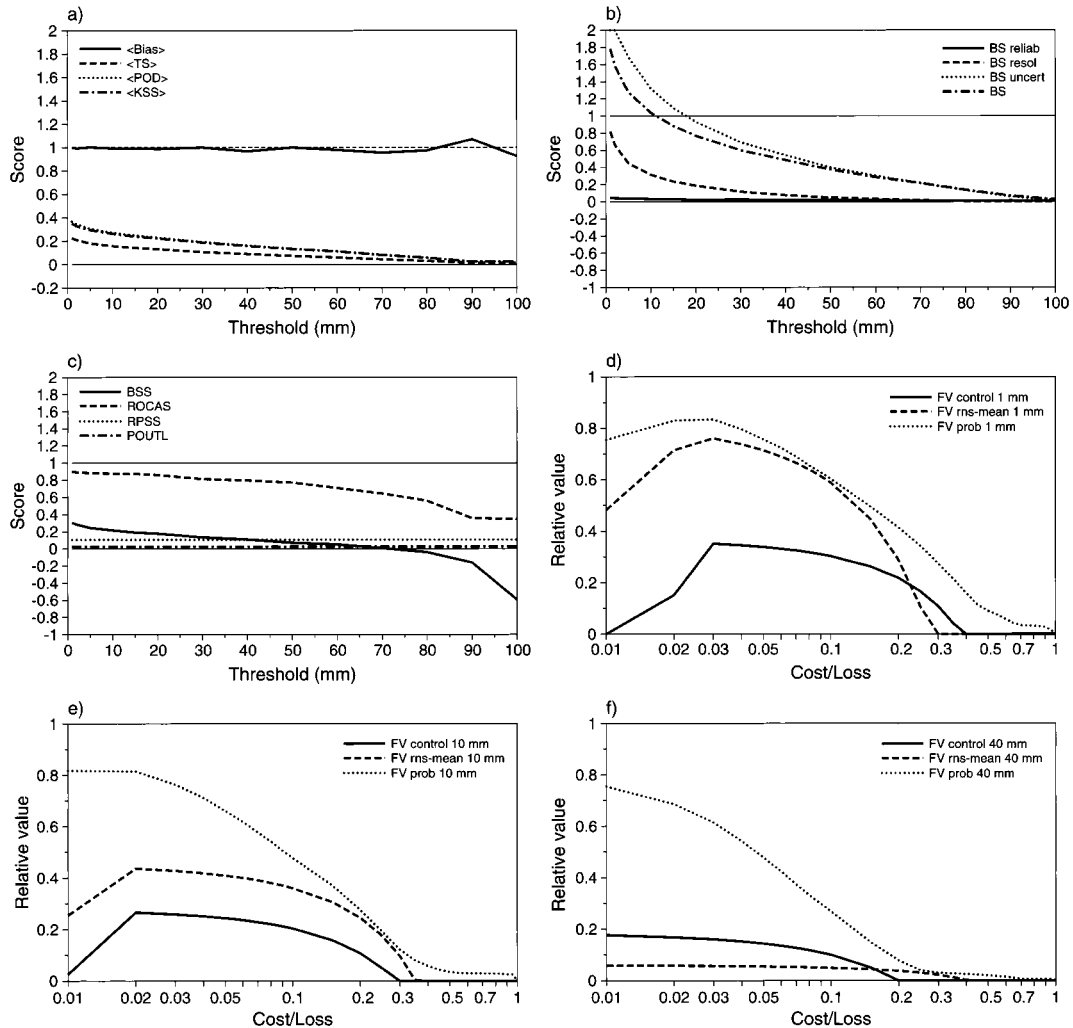 a)
<Bias>
<TS>
<POD>
<KSS>
2
1.8
1.6
1.4
1.2
1
0.8
0.6
0.4
0.2
0
-0.2
Score
0 10 20 30 40 50 60 70 80 90 100
Threshold (mm)
b)
BS reliab
BS resol
BS uncert
BS
2
1.8
1.6
1.4
1.2
1
0.8
0.6
0.4
0.2
0
-0.2
-0.4
-0.6
-0.8
-1
Score
0 10 20 30 40 50 60 70 80 90 100
Threshold (mm)
c)
BSS
ROCAS
RPSS
POUTL
2
1.8
1.6
1.4
1.2
1
0.8
0.6
0.4
0.2
0
-0.2
-0.4
-0.6
-0.8
-1
Score
0 10 20 30 40 50 60 70 80 90 100
Threshold (mm)
d)
FV control 1 mm
FV rns-mean 1 mm
FV prob 1 mm
1
0.8
0.6
0.4
0.2
0
Relative value
0.01 0.02 0.03 0.05 0.1 0.2 0.3 0.5 0.7 1
Cost/Loss
e)
FV control 10 mm
FV rns-mean 10 mm
FV prob 10 mm
1
0.8
0.6
0.4
0.2
0
Relative value
0.01 0.02 0.03 0.05 0.1 0.2 0.3 0.5 0.7 1
Cost/Loss
f)
FV control 40 mm
FV rns-mean 40 mm
FV prob 40 mm
1
0.8
0.6
0.4
0.2
0
Relative value
0.01 0.02 0.03 0.05 0.1 0.2 0.3 0.5 0.7 1
Cost/Loss